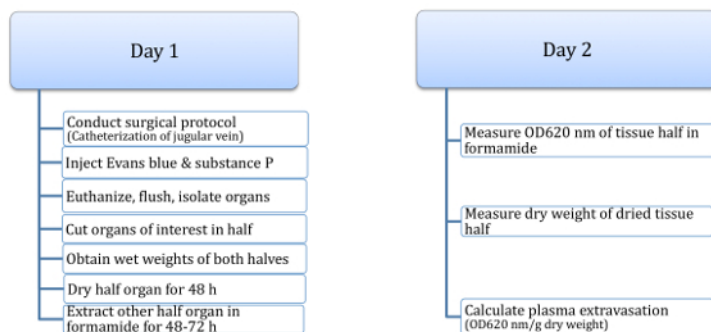 Day 1
Conduct surgical protocol
(Catheterization of jugular vein)
Inject Evans blue & substance P
Euthanize, flush, isolate organs
Cut organs of interest in half
Obtain wet weights of both halves
Dry half organ for 48 h
Extract other half organ in
formamide for 48-72 h
Day 2
Measure OD620 nm of tissue half in
formamide
Measure dry weight of dried tissue
half
Calculate plasma extravasation
(OD620 nm/g dry weight)